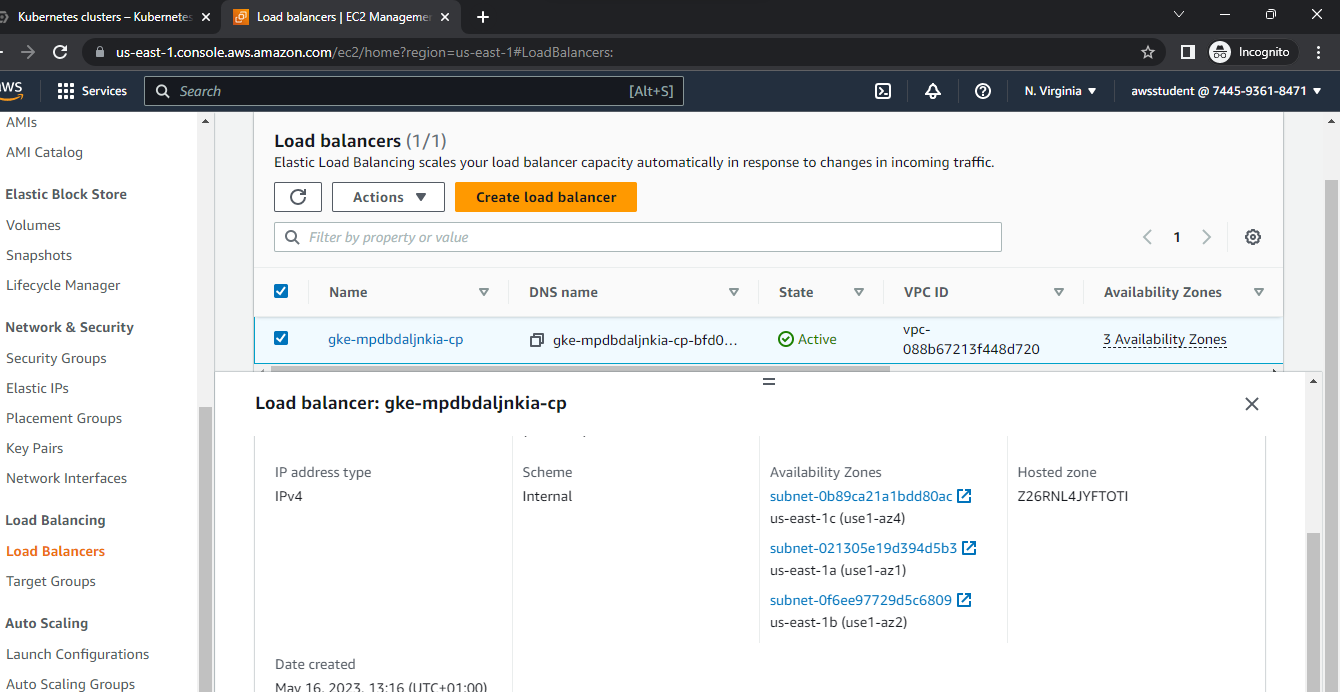 Kubernetes clusters – Kubernetes
Load balancers | EC2 Manageme
us-east-1.console.aws.amazon.com/ec2/home?region=us-east-1#LoadBalancers:
Incognito
aws
Services
Search
[Alt+S]
N. Virginia
awsstudent @ 7445-9361-8471
AMIs
AMI Catalog
Elastic Block Store
Volumes
Snapshots
Lifecycle Manager
Network & Security
Security Groups
Elastic IPs
Placement Groups
Key Pairs
Network Interfaces
Load Balancing
Load Balancers
Target Groups
Auto Scaling
Launch Configurations
Auto Scaling Groups
Load balancers (1/1)
Elastic Load Balancing scales your load balancer capacity automatically in response to changes in incoming traffic.
Actions
Create load balancer
Filter by property or value
1
Name
DNS name
State
VPC ID
Availability Zones
gke-mpdbdaljnkia-cp
gke-mpdbdaljnkia-cp-bfd0...
Active
vpc-
088b67213f448d720
3 Availability Zones
Load balancer: gke-mpdbdaljnkia-cp
IP address type
IPv4
Scheme
Internal
Availability Zones
subnet-0b89ca21a1bdd80ac
us-east-1c (use1-az4)
subnet-021305e19d394d5b3
us-east-1a (use1-az1)
subnet-0f6ee97729d5c6809
us-east-1b (use1-az2)
Hosted zone
Z26RNL4JYFTOTI
Date created
May 16, 2023, 13:16 (UTC+01:00)